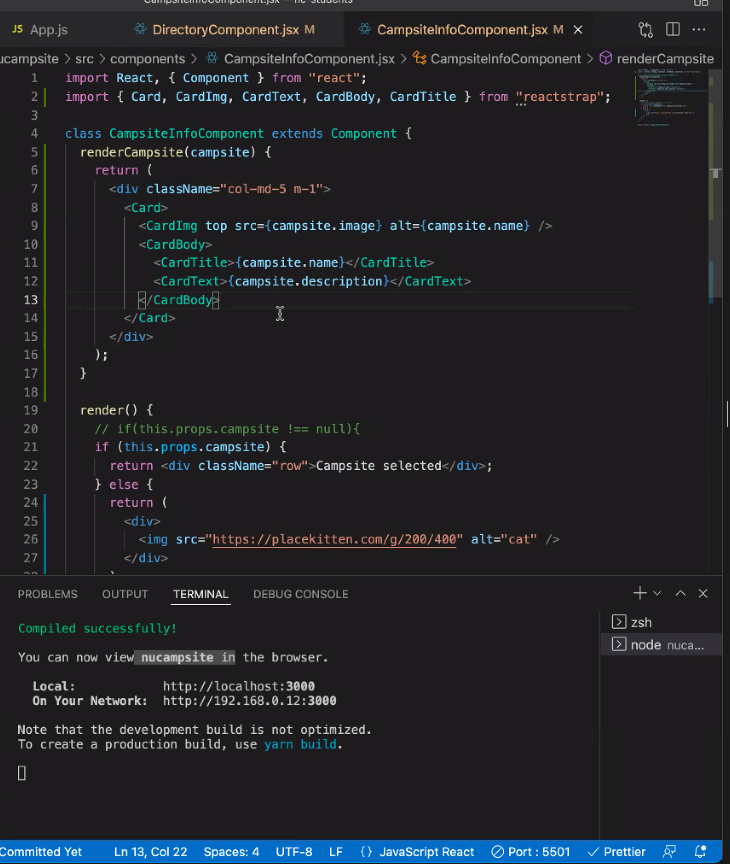 CampsiteInfoComponent.jsx — nc-students
JS App.js
DirectoryComponent.jsx M
CampsiteInfoComponent.jsx M
ucampsite > src > components > CampsiteInfoComponent.jsx > CampsiteInfoComponent > renderCampsite
1 import React, { Component } from "react";
2 import { Card, CardImg, CardText, CardBody, CardTitle } from "reactstrap";
3
4 class CampsiteInfoComponent extends Component {
5 renderCampsite(campsite) {
6 return (
7 <div className="col-md-5 m-1">
8 <Card>
9 <CardImg top src={campsite.image} alt={campsite.name} />
10 <CardBody>
11 <CardTitle>{campsite.name}</CardTitle>
12 <CardText>{campsite.description}</CardText>
13 </CardBody>
14 </Card>
15 </div>
16 );
17 }
18
19 render() {
20 // if(this.props.campsite !== null){
21 if (this.props.campsite) {
22 return <div className="row">Campsite selected</div>;
23 } else {
24 return (
25 <div>
26 <img src="https://placekitten.com/g/200/400" alt="cat" />
27 </div>
PROBLEMS OUTPUT TERMINAL DEBUG CONSOLE
Compiled successfully!
You can now view nucampsite in the browser.
Local: http://localhost:3000
On Your Network: http://192.168.0.12:3000
Note that the development build is not optimized.
To create a production build, use yarn build.
zsh
node nuca...
Committed Yet Ln 13, Col 22 Spaces: 4 UTF-8 LF {} JavaScript React Port : 5501 Prettier